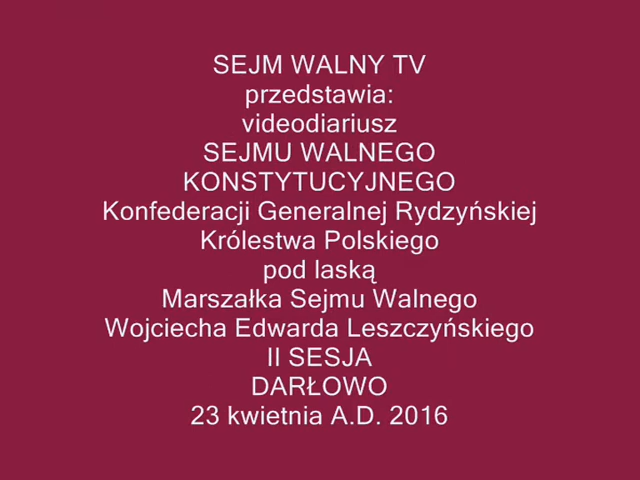 SEJM WALNY TV
przedstawia:
videodiariusz
SEJMU WALNEGO
KONSTYTUCYJNEGO
Konfederacji Generalnej Rydzyńskiej
Królestwa Polskiego
pod laską
Marszałka Sejmu Walnego
Wojciecha Edwarda Leszczyńskiego
II SESJA
DARŁOWO
23 kwietnia A.D. 2016